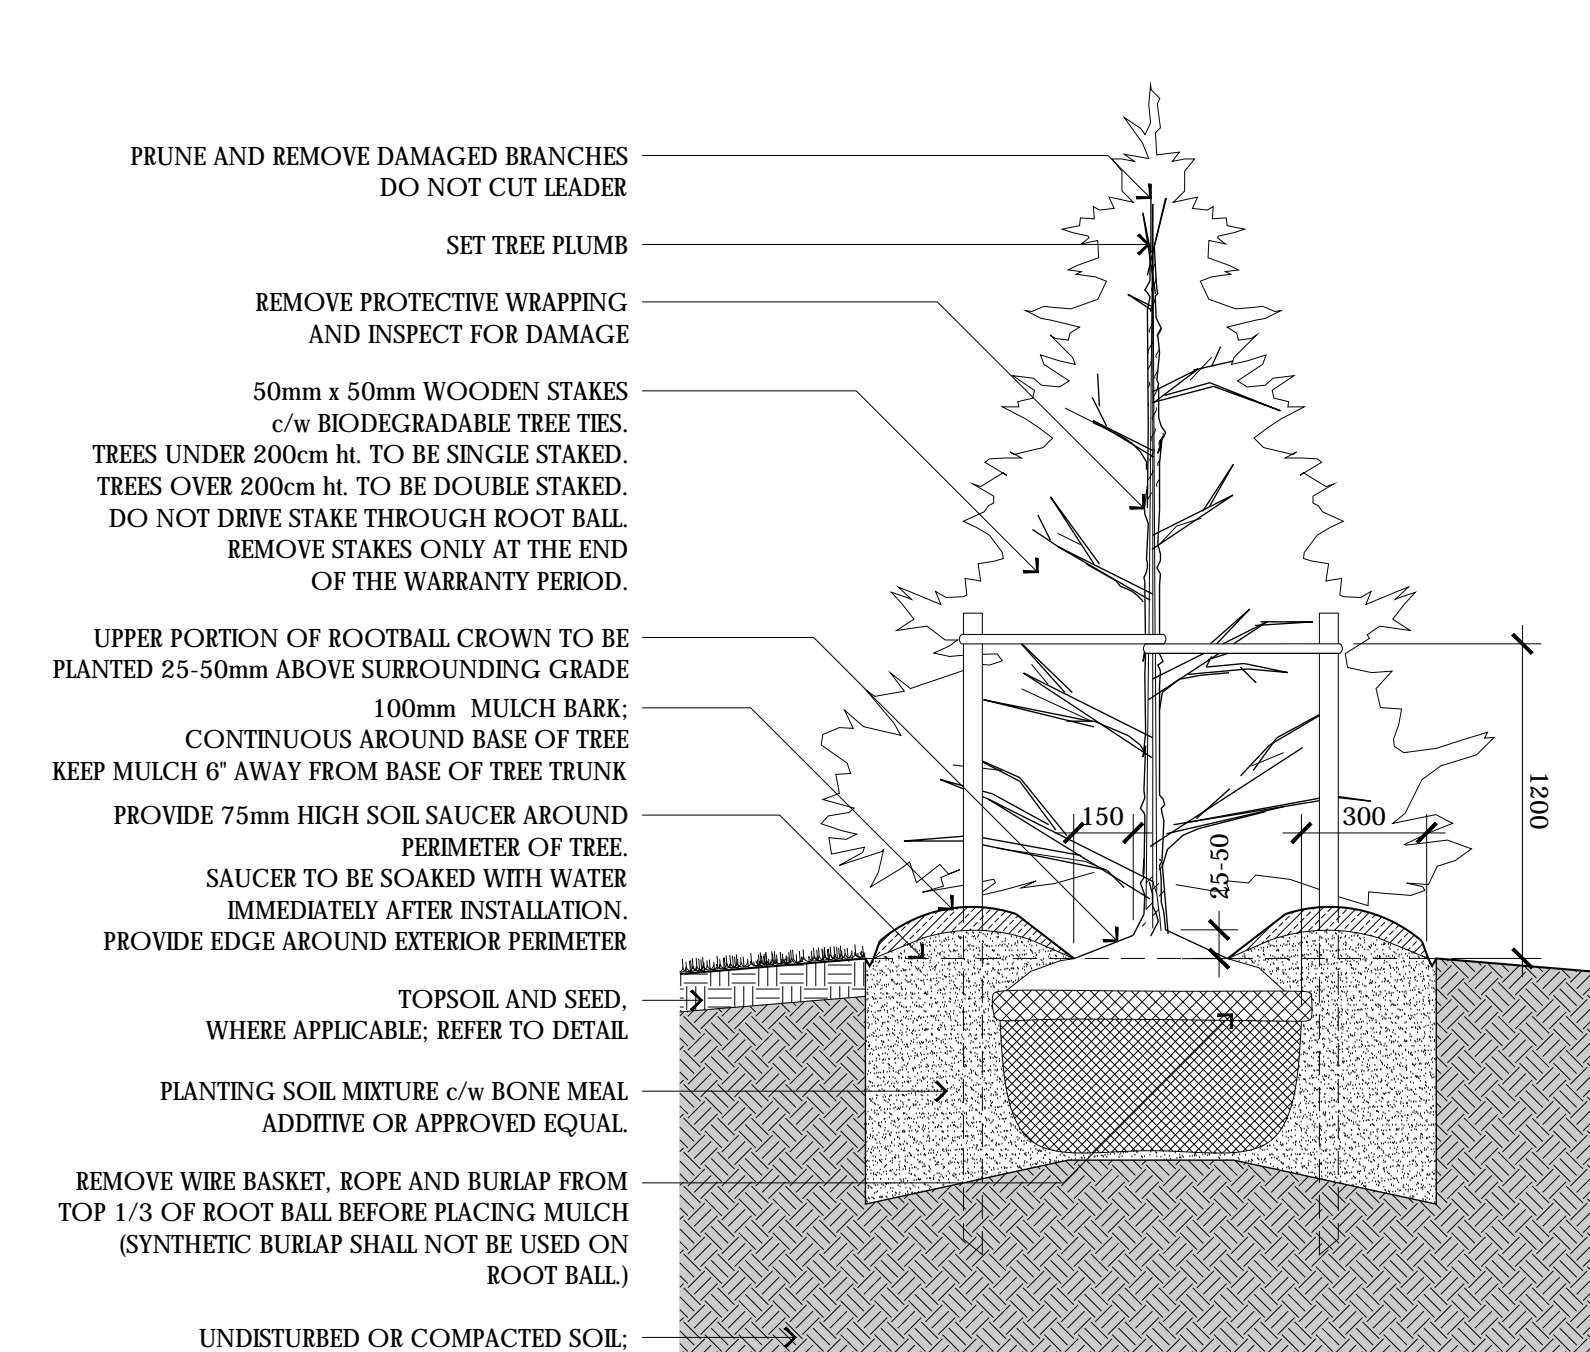 PRUNE AND REMOVE DAMAGED BRANCHES
DO NOT CUT LEADER
SET TREE PLUMB
REMOVE PROTECTIVE WRAPPING
AND INSPECT FOR DAMAGE
50mm x 50mm WOODEN STAKES
c/w BIODEGRADABLE TREE TIES.
TREES UNDER 200cm ht. TO BE SINGLE STAKED.
TREES OVER 200cm ht. TO BE DOUBLE STAKED.
DO NOT DRIVE STAKE THROUGH ROOT BALL.
REMOVE STAKES ONLY AT THE END
OF THE WARRANTY PERIOD.
UPPER PORTION OF ROOTBALL CROWN TO BE
PLANTED 25-50mm ABOVE SURROUNDING GRADE
100mm MULCH BARK;
CONTINUOUS AROUND BASE OF TREE
KEEP MULCH 6" AWAY FROM BASE OF TREE TRUNK
PROVIDE 75mm HIGH SOIL SAUCER AROUND
PERIMETER OF TREE.
SAUCER TO BE SOAKED WITH WATER
IMMEDIATELY AFTER INSTALLATION.
PROVIDE EDGE AROUND EXTERIOR PERIMETER
TOPSOIL AND SEED,
WHERE APPLICABLE; REFER TO DETAIL
PLANTING SOIL MIXTURE c/w BONE MEAL
ADDITIVE OR APPROVED EQUAL.
REMOVE WIRE BASKET, ROPE AND BURLAP FROM
TOP 1/3 OF ROOT BALL BEFORE PLACING MULCH
(SYNTHETIC BURLAP SHALL NOT BE USED ON
ROOT BALL.)
UNDISTURBED OR COMPACTED SOIL;
150
25-50
300
1200